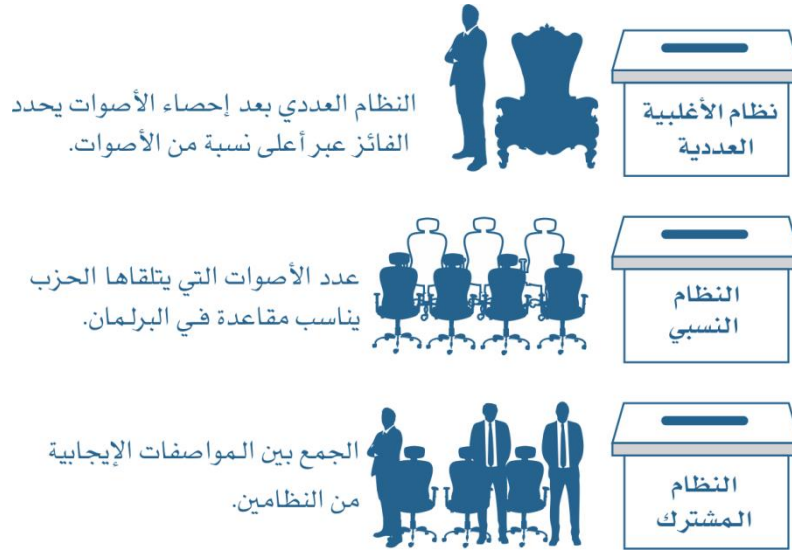 نظام الأغلبية
العددية
النظام العددي بعد إحصاء الأصوات يحدد
الفائز عبر أعلى نسبة من الأصوات.
النظام
النسبي
عدد الأصوات التي يتلقاها الحزب
يناسب مقاعدة في البرلمان.
النظام
المشترك
الجمع بين المواصفات الإيجابية
من النظامين.